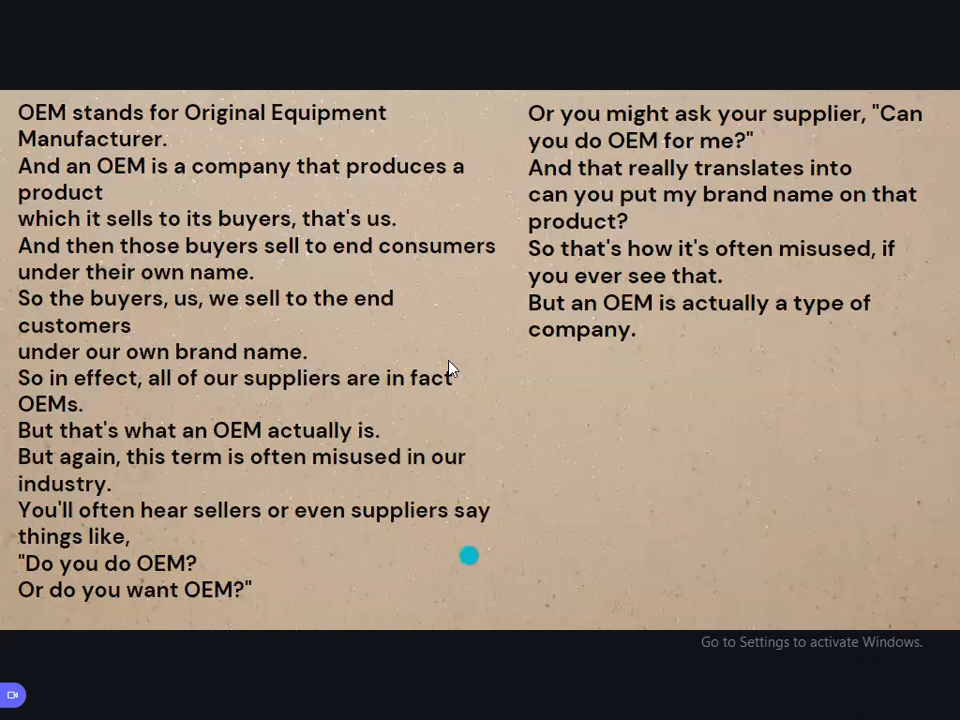 OEM stands for Original Equipment
Manufacturer.
And an OEM is a company that produces a
product
which it sells to its buyers, that's us.
And then those buyers sell to end consumers
under their own name.
So the buyers, us, we sell to the end
customers
under our own brand name.
So in effect, all of our suppliers are in fact
OEMs.
But that's what an OEM actually is.
But again, this term is often misused in our
industry.
You'll often hear sellers or even suppliers say
things like,
"Do you do OEM?
Or do you want OEM?"
Or you might ask your supplier, "Can
you do OEM for me?"
And that really translates into
can you put my brand name on that
product?
So that's how it's often misused, if
you ever see that.
But an OEM is actually a type of
company.
Go to Settings to activate Windows.